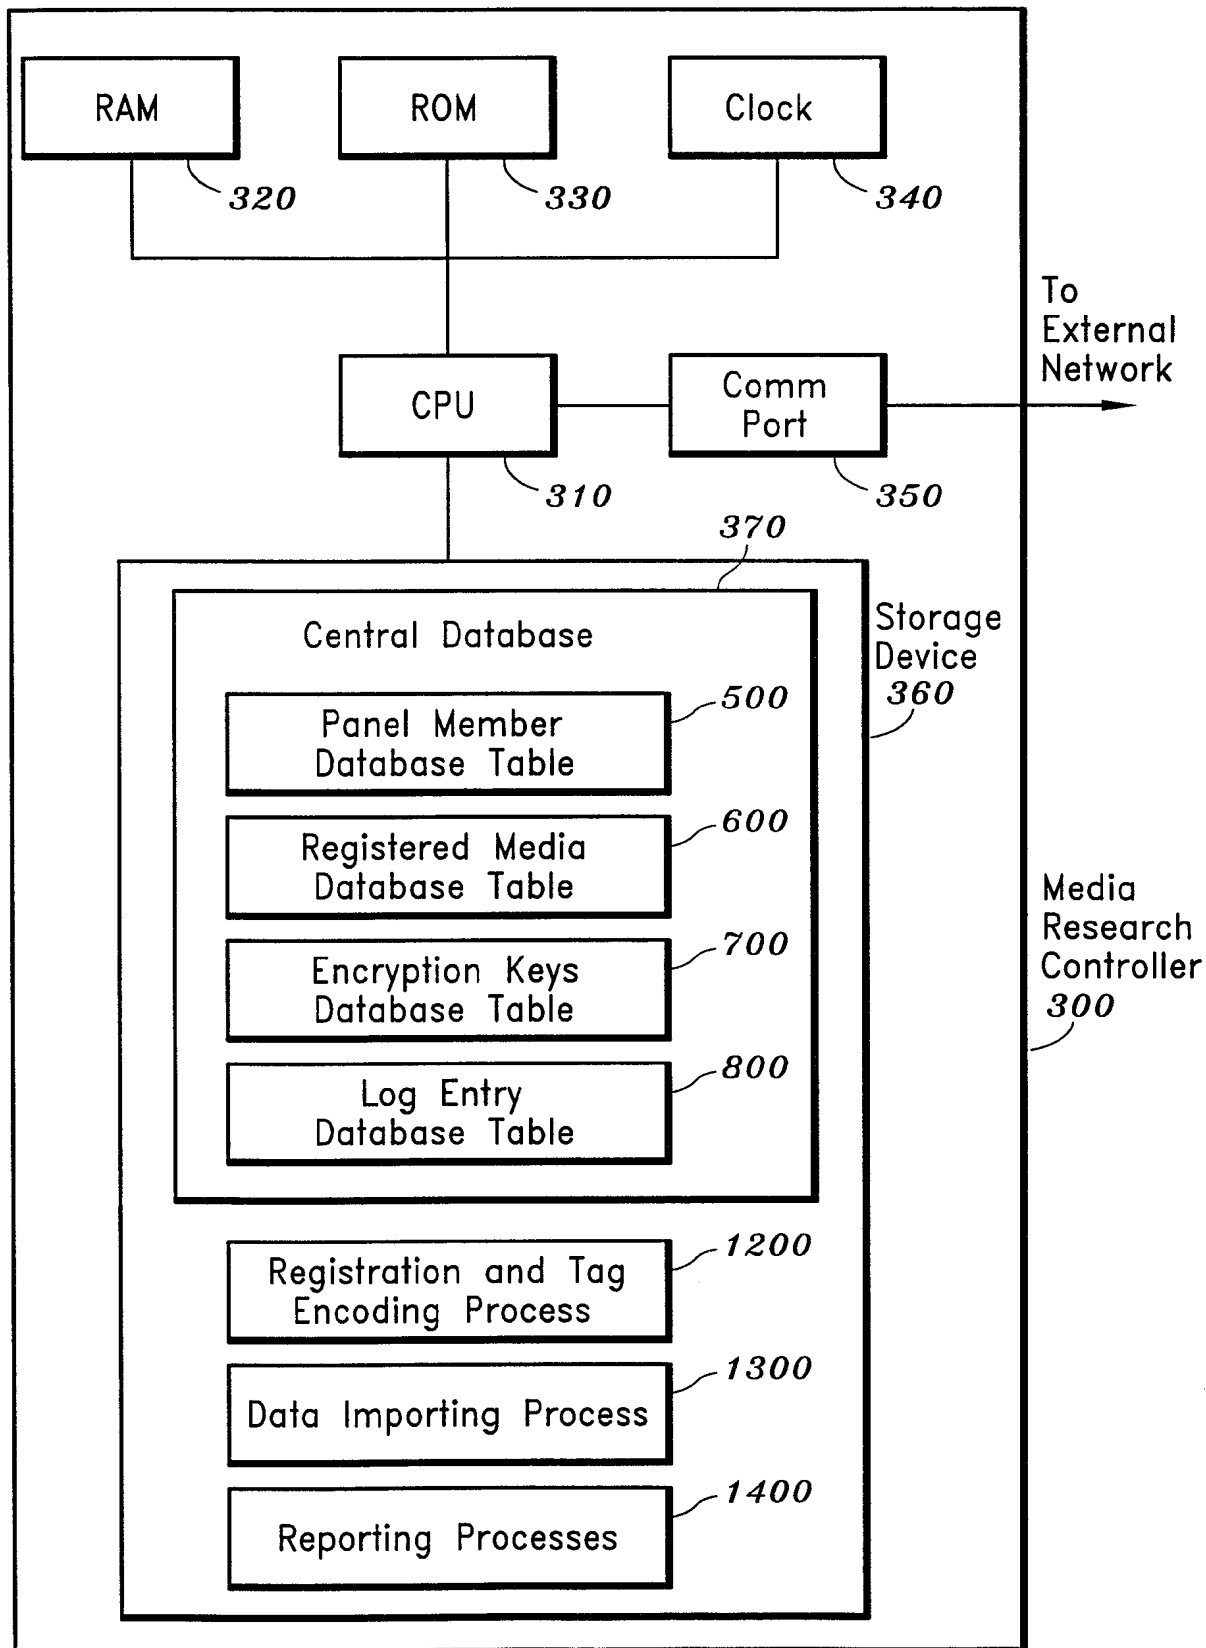 RAM
320
ROM
330
Clock
340
To
External
Network
CPU
310
Comm
Port
350
370
Central Database
Storage
Device
360
Panel Member
Database Table
500
Registered Media
Database Table
600
Encryption Keys
Database Table
700
Log Entry
Database Table
800
Media
Research
Controller
300
Registration and Tag
Encoding Process
1200
Data Importing Process
1300
Reporting Processes
1400